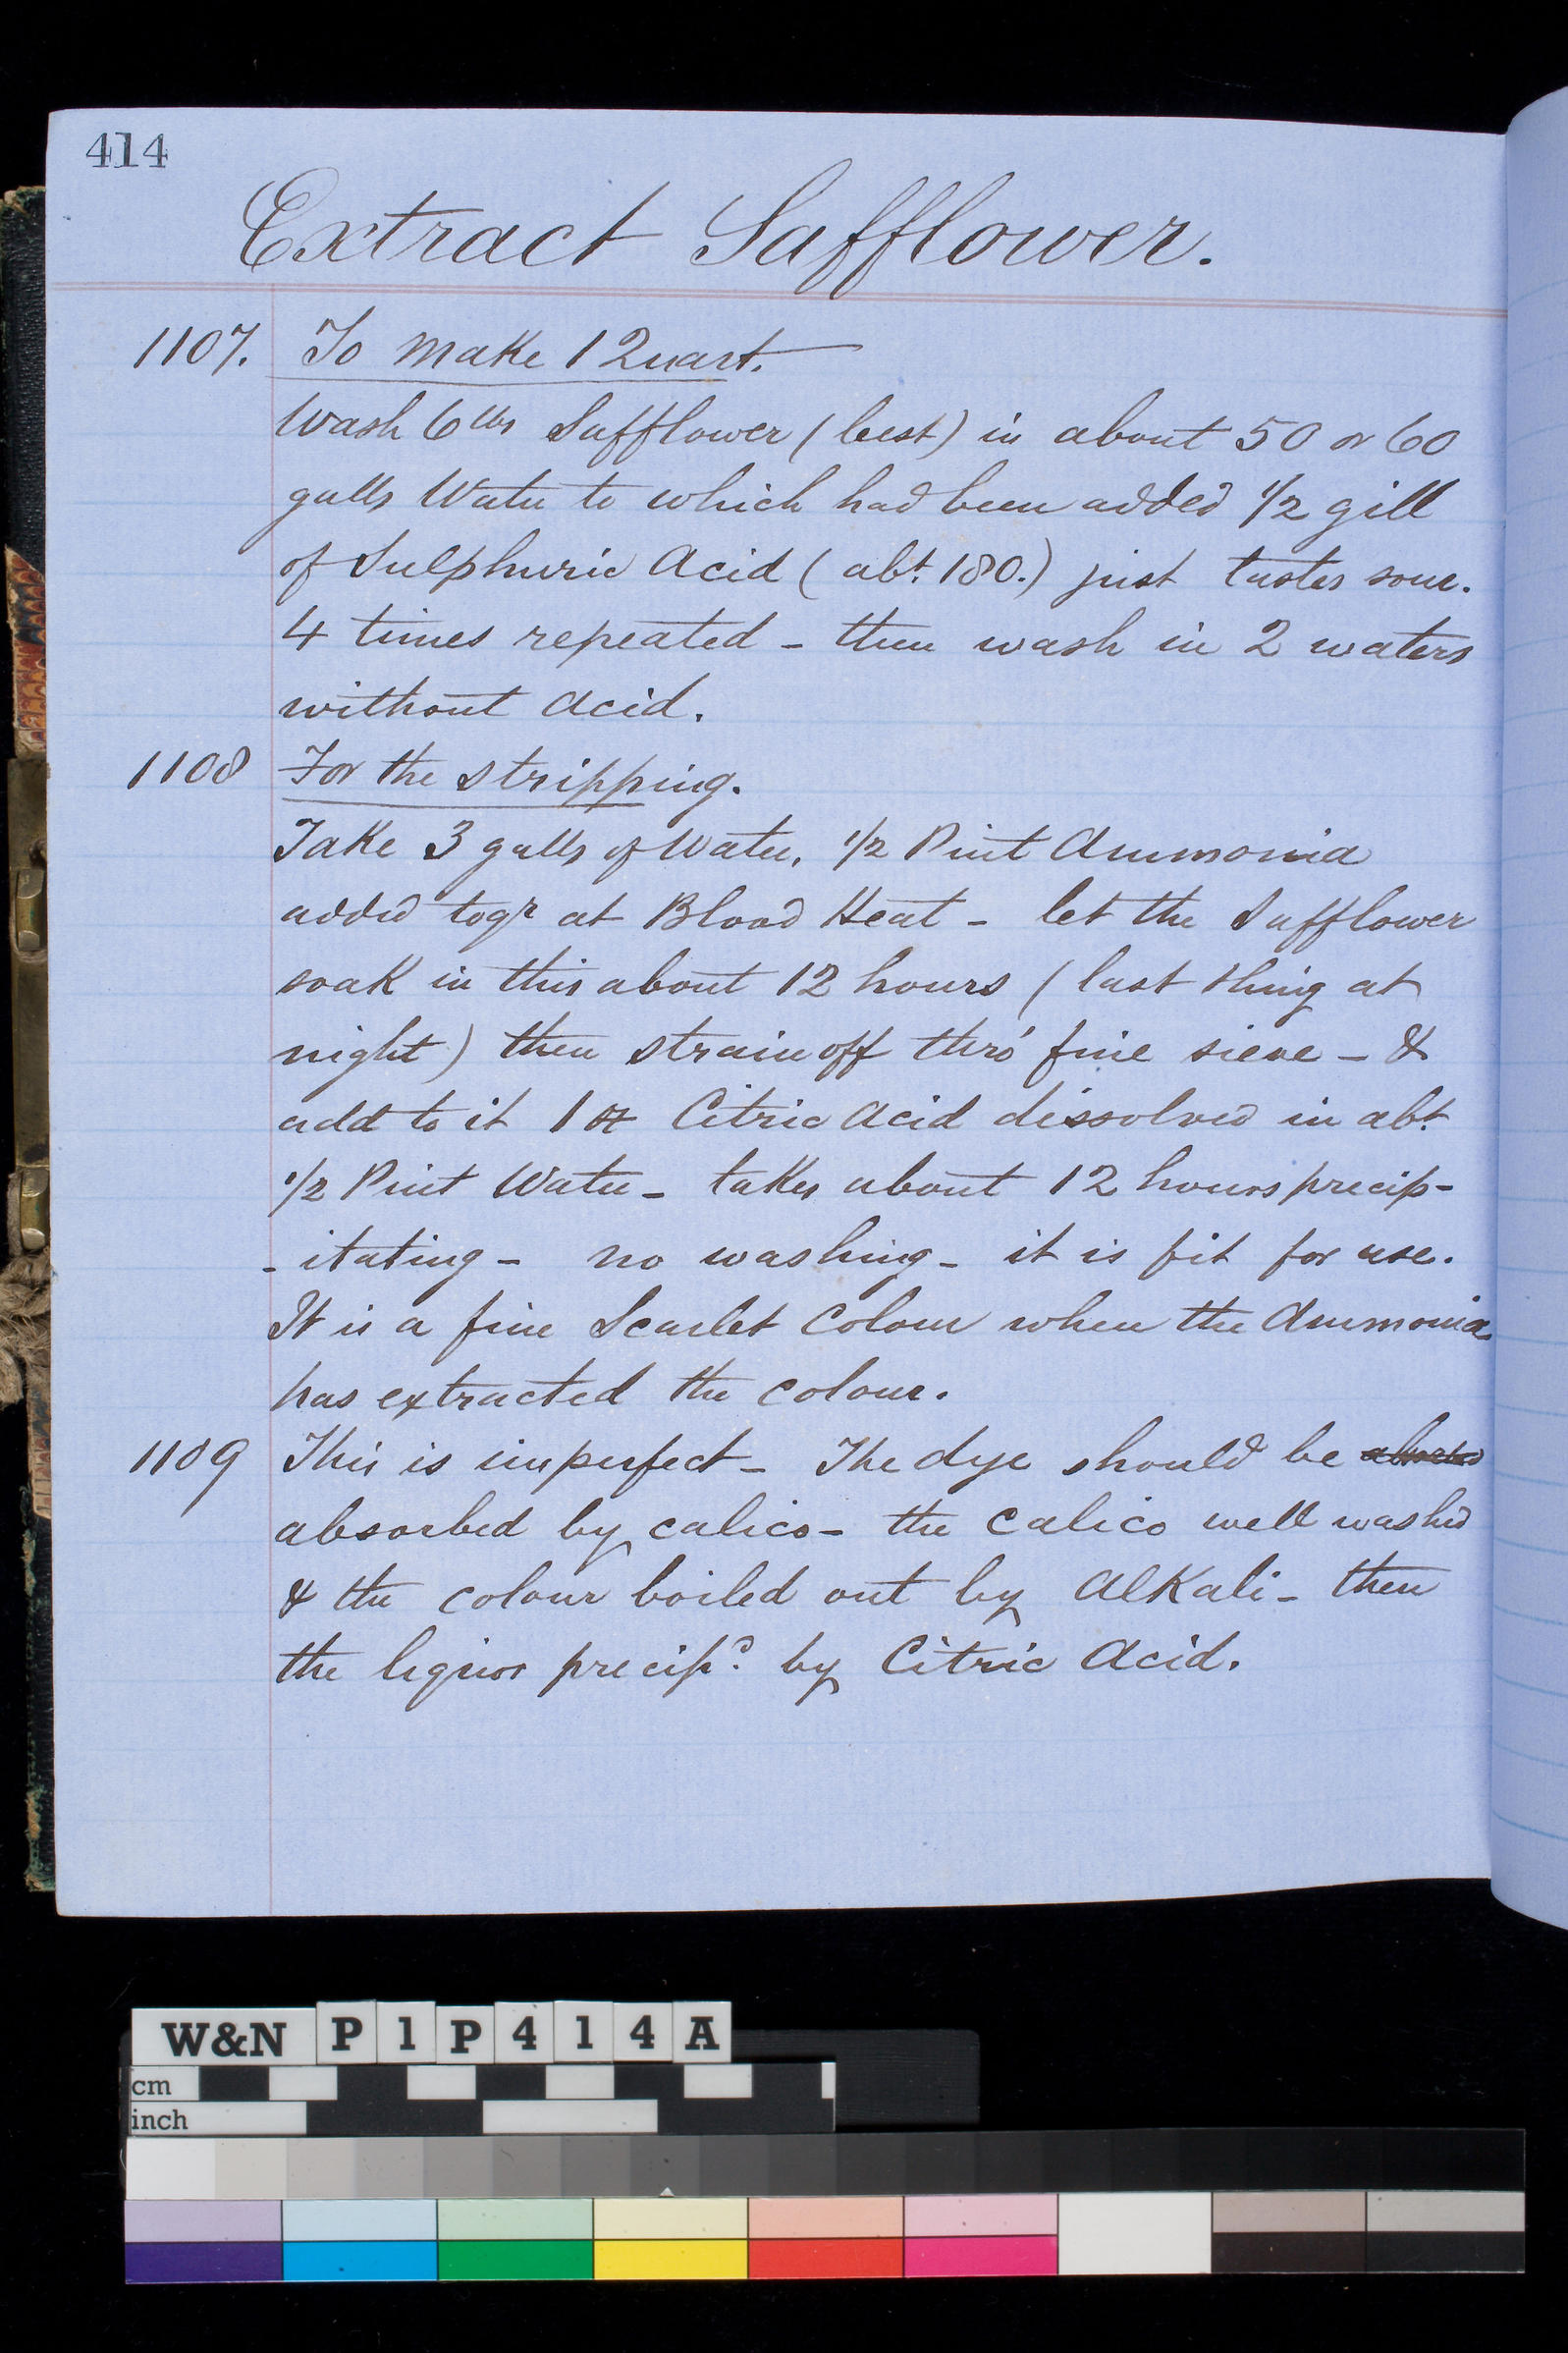 414
Extract Safflower.
1107. To make 1 Quart.
Wash 6 lbs Safflower (best) in about 50 or 60
galls Water to which had been added 1/2 gill
of Sulphuric Acid (abt. 180.) just tastes sour.
4 times repeated - then wash in 2 waters
without Acid.
1108 For the stripping.
Take 3 galls of Water, 1/2 Pint Ammonia
added togr at Blood Heat - let the Safflower
soak in this about 12 hours (last thing at
night) then strain off thro' fine sieve - &
add to it 1 Citric Acid dissolved in abt.
1/2 Pint Water - takes about 12 hours precip-
- itating - no washing - it is fit for use.
It is a fine Scarlet Colour when the Ammonia
has extracted the colour.
1109 This is imperfect - The dye should be
absorbed by calico - the calico well washed
& the colour boiled out by Alkali - then
the liquor precipd. by Citric Acid.
W&N P1P414A
cm
inch